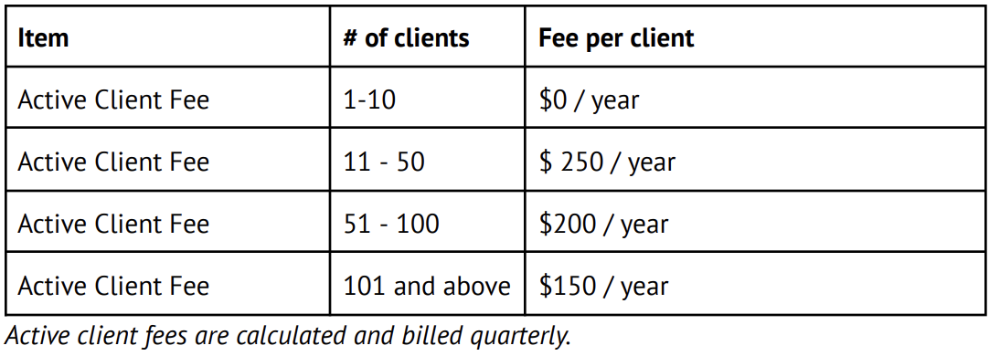 Item # of clients Fee per client
Active Client Fee 1-10 $0 / year
Active Client Fee 11 - 50 $ 250 / year
Active Client Fee 51 - 100 $200 / year
Active Client Fee 101 and above $150 / year
Active client fees are calculated and billed quarterly.